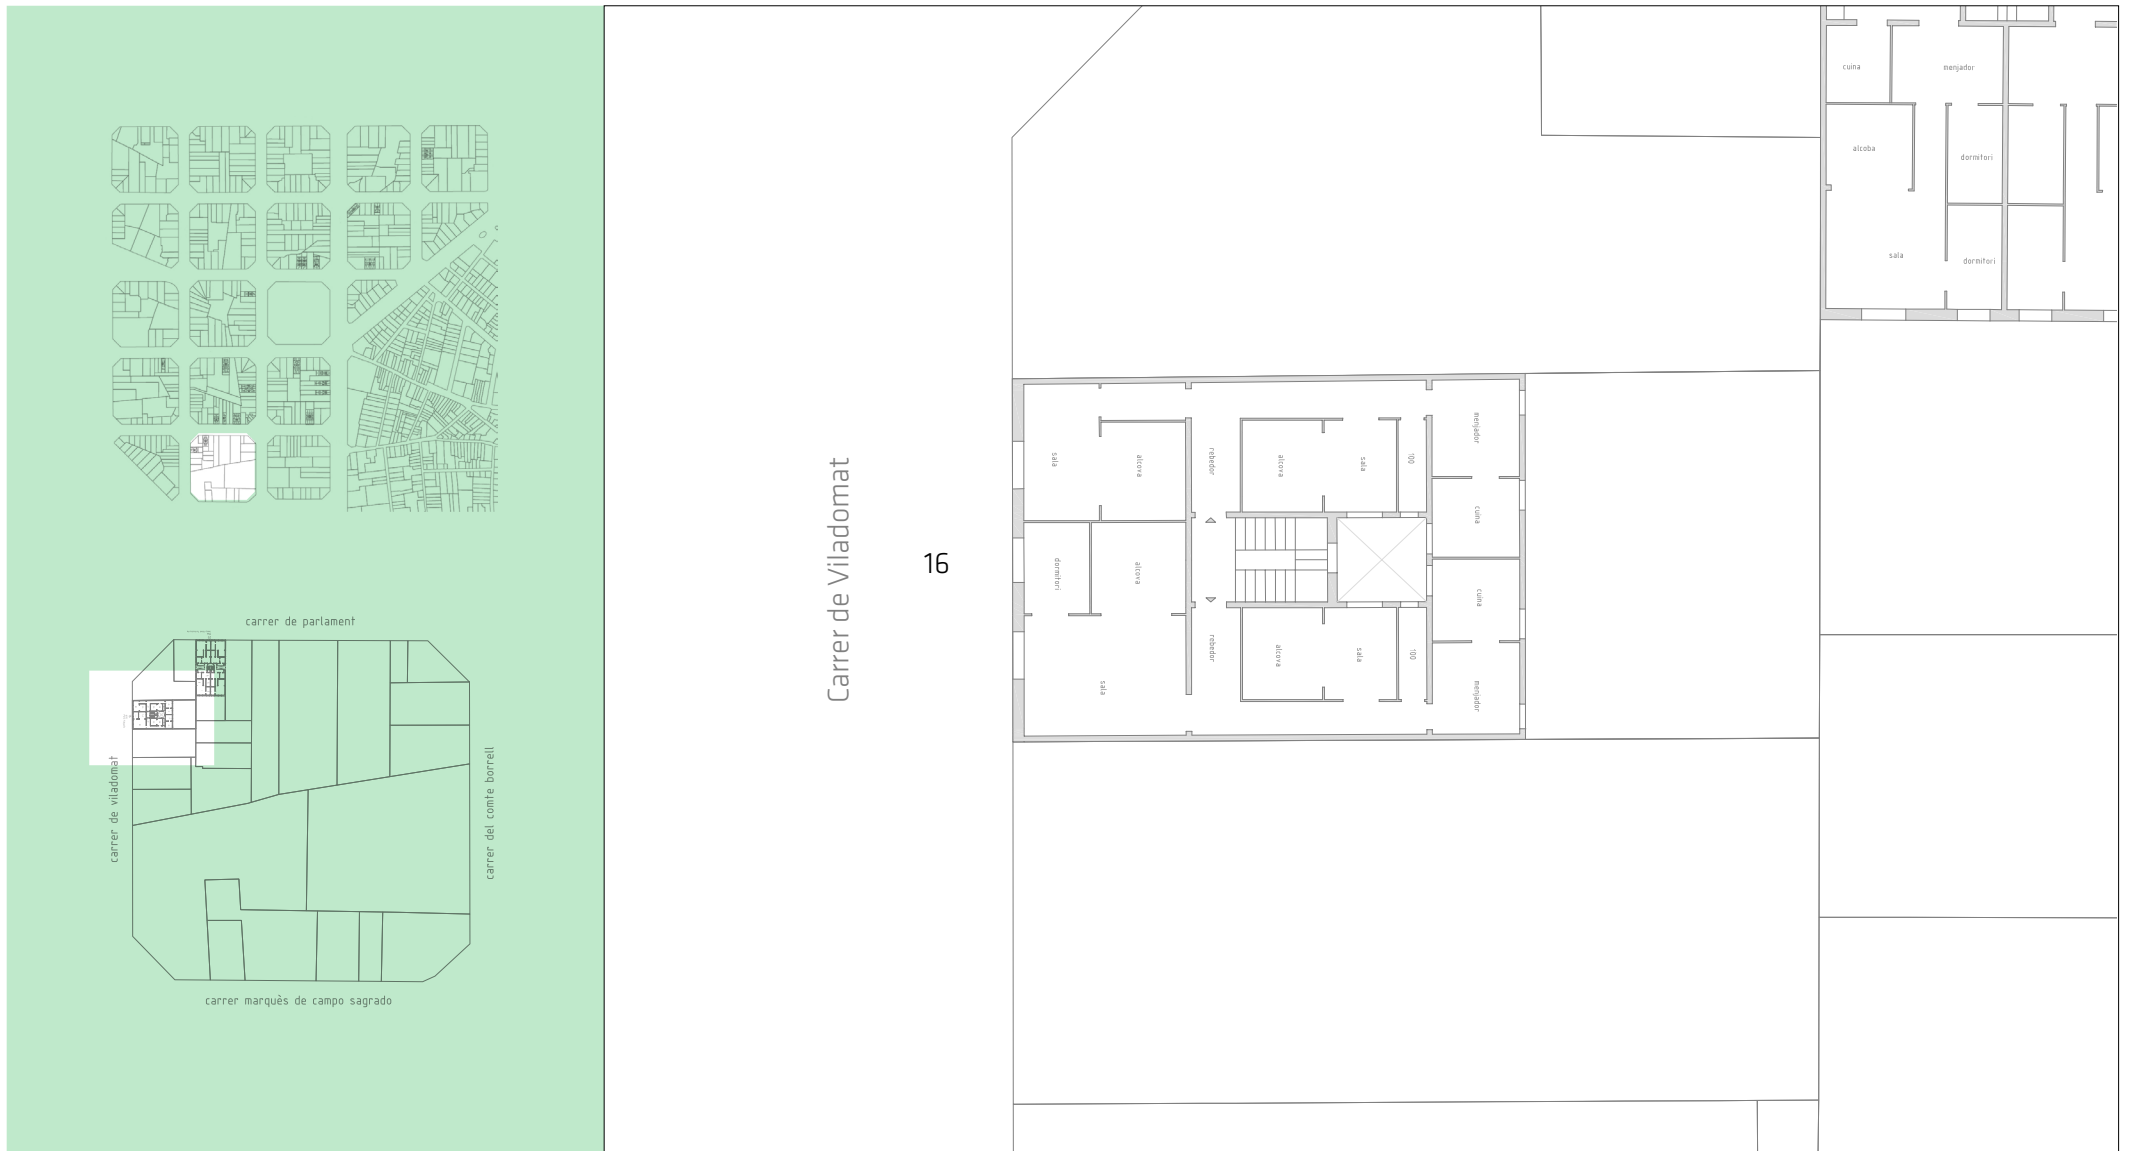 carrer de parlament
carrer de viladomat
carrer del comte borrell
carrer marquès de campo sagrado
Carrer de Viladomat
16
cuina
menjador
alcoba
dormitori
sala
dormitori
sala
alcova
rebedor
alcova
sala
100
menjador
cuina
dormitori
alcova
cuina
sala
rebedor
alcova
sala
100
menjador